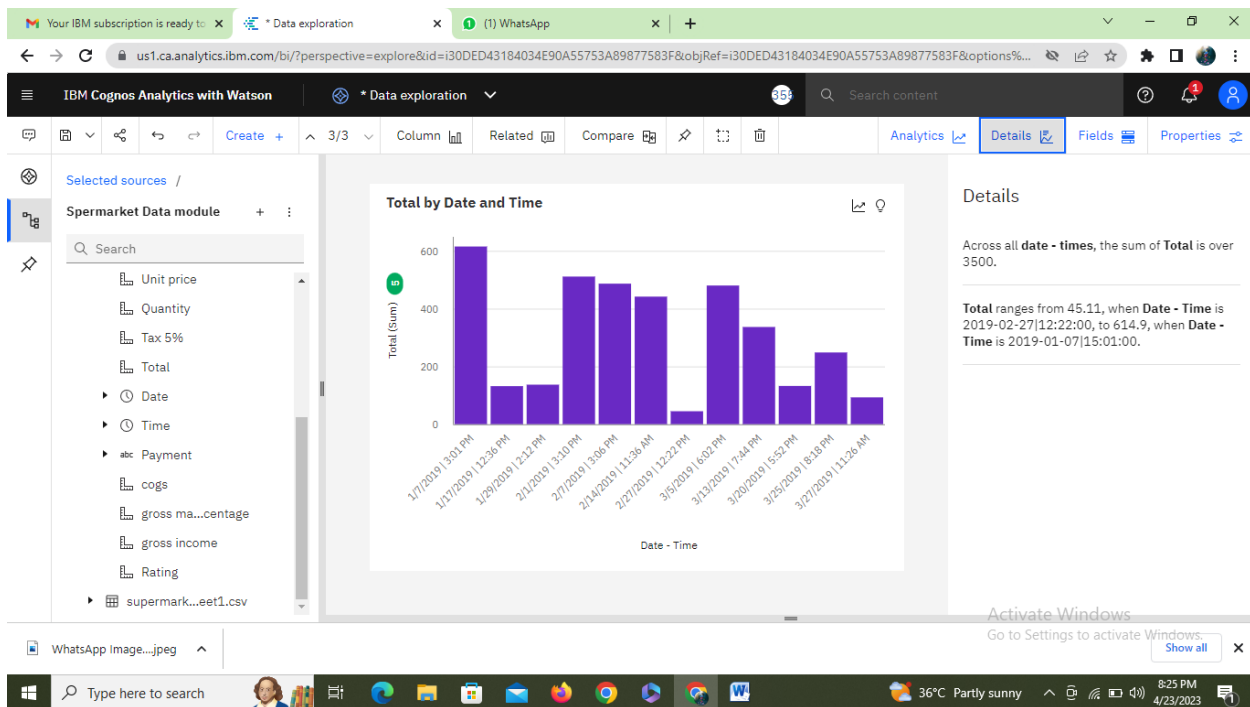 Your IBM subscription is ready to
* Data exploration
(1) WhatsApp
us1.ca.analytics.ibm.com/bi/?perspective=explore&id=i30DED43184034E90A55753A89877583F&objRef=i30DED43184034E90A55753A89877583F&options%...
IBM Cognos Analytics with Watson
* Data exploration
Search content
1
Create +
3/3
Column
Related
Compare
Analytics
Details
Fields
Properties
Selected sources /
Spermarket Data module
Search
Unit price
Quantity
Tax 5%
Total
Date
Time
abc Payment
cogs
gross ma...centage
gross income
Rating
supermark...eet1.csv
Total by Date and Time
600
400
200
0
Total (Sum)
5
1/7/2019 | 3:01 PM
1/17/2019 | 12:36 PM
1/29/2019 | 2:12 PM
2/1/2019 | 3:10 PM
2/7/2019 | 3:06 PM
2/14/2019 | 11:36 AM
2/27/2019 | 12:22 PM
3/5/2019 | 6:02 PM
3/13/2019 | 7:44 PM
3/20/2019 | 5:52 PM
3/25/2019 | 8:18 PM
3/27/2019 | 11:26 AM
Date - Time
Details
Across all date - times, the sum of Total is over
3500.
Total ranges from 45.11, when Date - Time is
2019-02-27|12:22:00, to 614.9, when Date -
Time is 2019-01-07|15:01:00.
Activate Windows
Go to Settings to activate Windows.
WhatsApp Image....jpeg
Show all
Type here to search
36°C Partly sunny
8:25 PM
4/23/2023
1